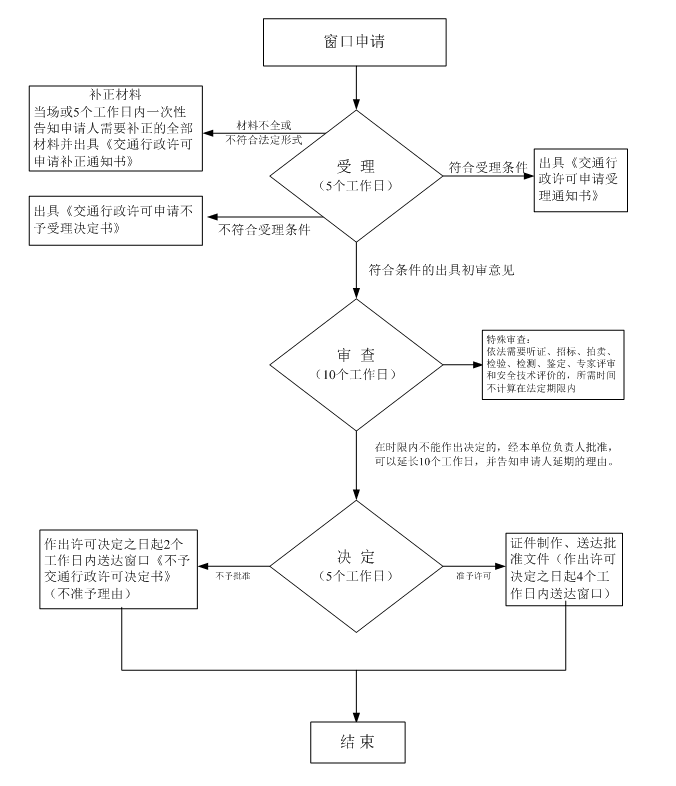 窗口申请
补正材料
当场或5个工作日内一次性
告知申请人需要补正的全部
材料并出具《交通行政许可
申请补正通知书》
材料不全或
不符合法定形式
受 理
（5个工作日）
符合受理条件
出具《交通行
政许可申请受
理通知书》
出具《交通行政许可申请不
予受理决定书》
不符合受理条件
符合条件的出具初审意见
审 查
（10个工作日）
特殊审查：
依法需要听证、招标、拍卖、
检验、检测、鉴定、专家评审
和安全技术评价的，所需时间
不计算在法定期限内
在时限内不能作出决定的，经本单位负责人批准，
可以延长10个工作日，并告知申请人延期的理由。
作出许可决定之日起2个
工作日内送达窗口《不予
交通行政许可决定书》
（不准予理由）
不予批准
决 定
（5个工作日）
准予许可
证件制作、送达批
准文件（作出许可
决定之日起4个工
作日内送达窗口）
结 束